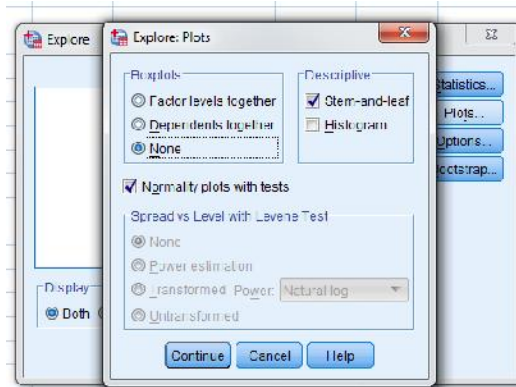 Explore
Explore: Plots
Boxplots
Factor levels together
Dependents together
None
Descriptive
Stem-and-leaf
Histogram
Normality plots with tests
Spread vs Level with Levene Test
None
Power estimation
Transformed Power: Natural log
Untransformed
Continue Cancel Help
Statistics...
Plots...
Options...
Bootstrap...
Display
Both